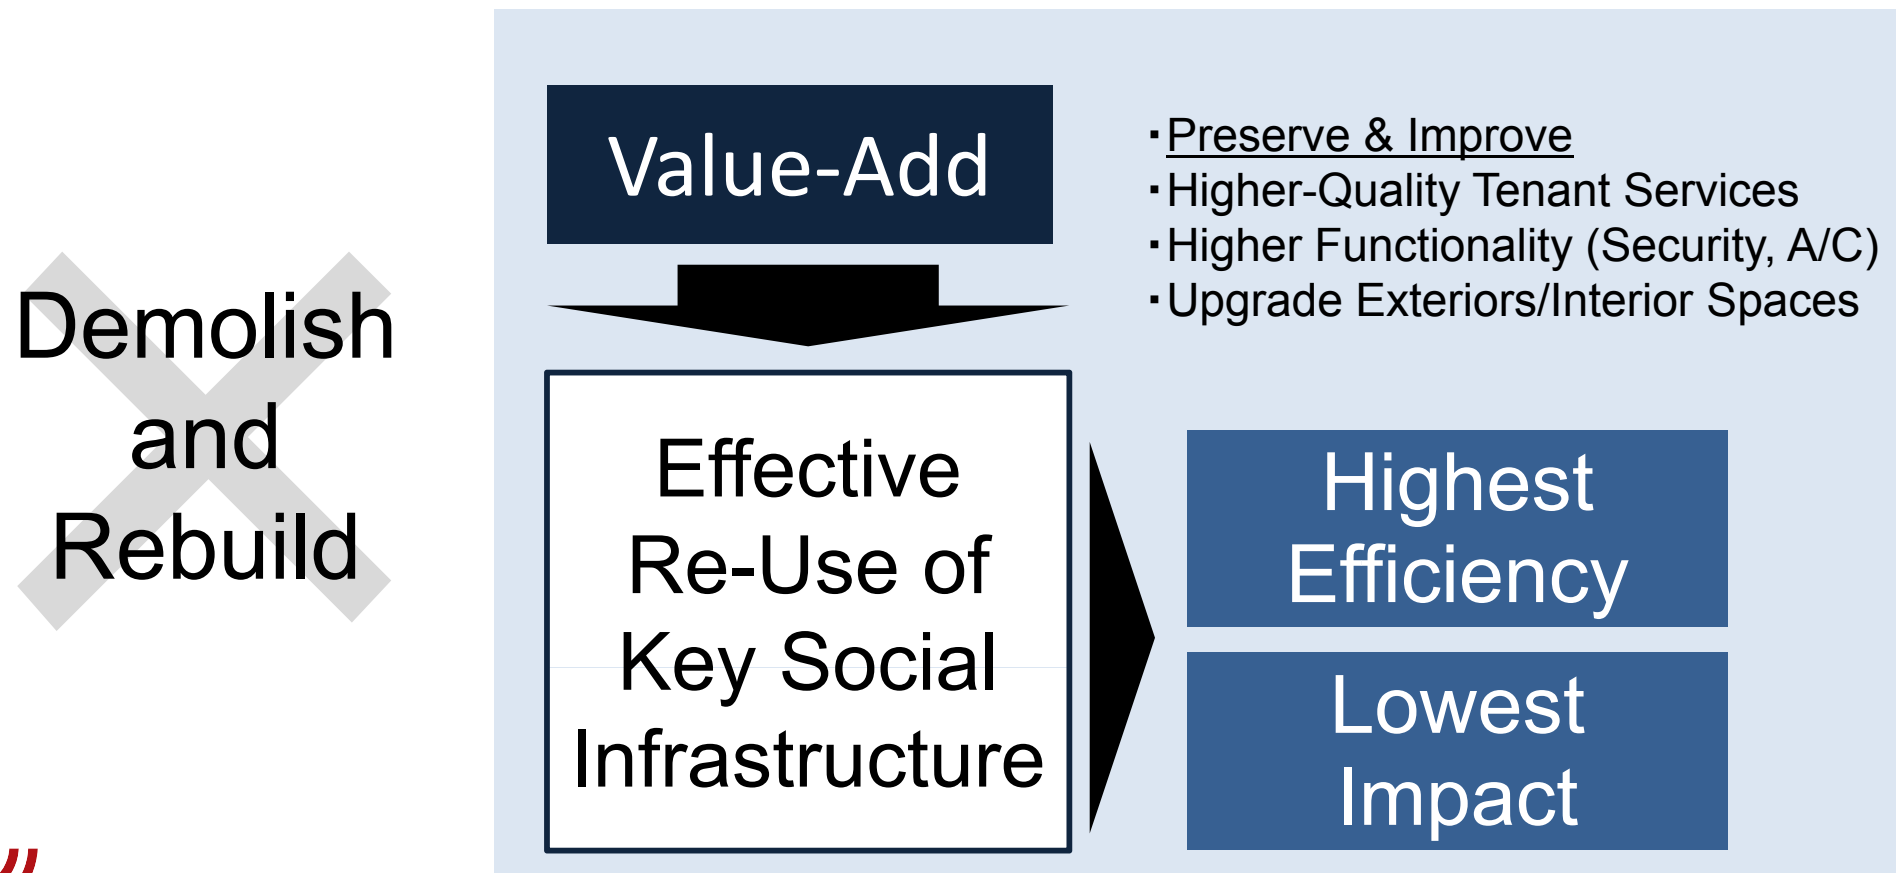 Demolish
and
Rebuild
Value-Add
・Preserve & Improve
・Higher-Quality Tenant Services
・Higher Functionality (Security, A/C)
・Upgrade Exteriors/Interior Spaces
Effective
Re-Use of
Key Social
Infrastructure
Highest
Efficiency
Lowest
Impact
”